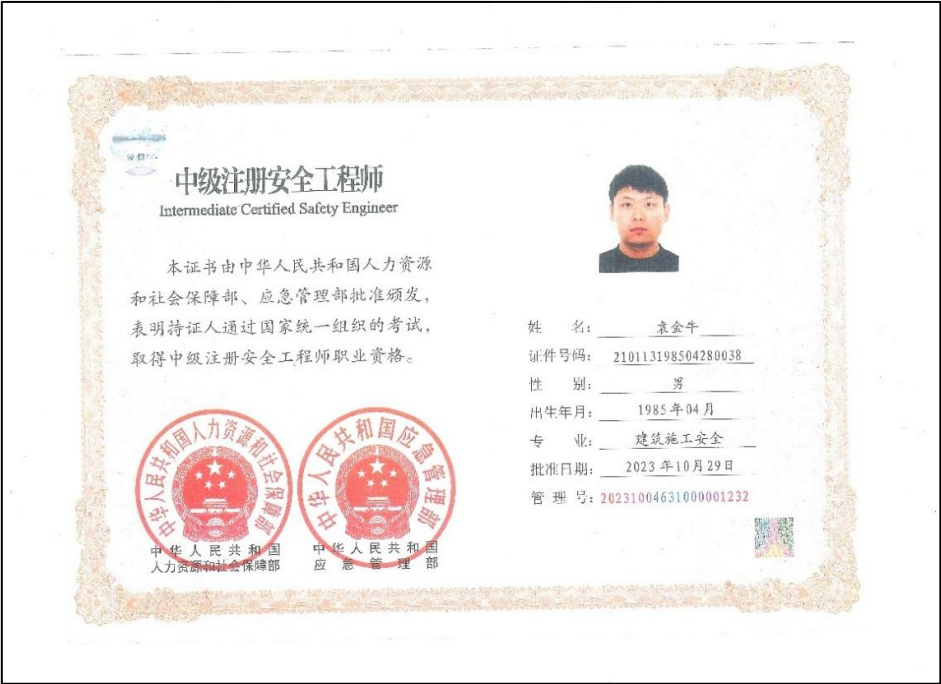 中级注册安全工程师
Intermediate Certified Safety Engineer
本证书由中华人民共和国人力资源
和社会保障部、应急管理部批准颁发，
表明持证人通过国家统一组织的考试，
取得中级注册安全工程师职业资格。
中华人民共和国人力资源和社会保障部
中华人民共和国
人力资源和社会保障部
中华人民共和国应急管理部
中华人民共和国
应急管理部
姓 名： 袁金牛
证件号码： 210113198504280038
性 别： 男
出生年月： 1985年04月
专 业： 建筑施工安全
批准日期： 2023年10月29日
管 理 号：20231004631000001232